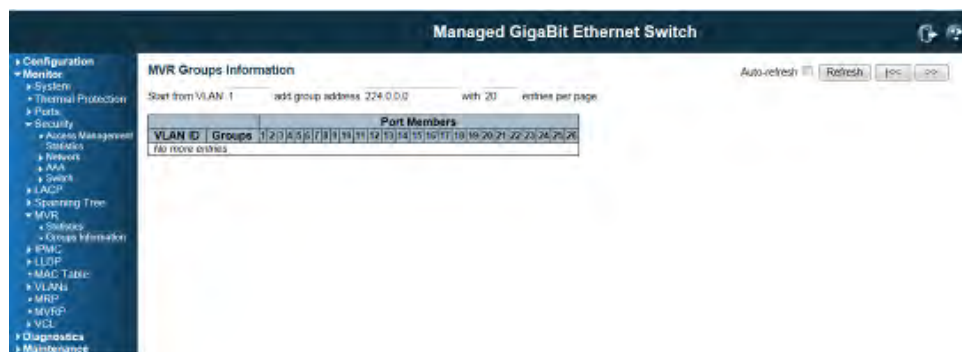 Managed GigaBit Ethernet Switch
Configuration
Monitor
System
Thermal Protection
Ports
Security
Access Management
Statistics
Network
AAA
Switch
LACP
Spanning Tree
MVR
Statistics
Groups Information
IPMC
LLDP
MAC Table
VLANs
MRP
MVRP
VCL
Diagnostics
Maintenance
MVR Groups Information
Auto-refresh Refresh |<< >>
Start from VLAN 1 add group address 224.0.0.0 with 20 entries per page
Port Members
VLAN ID Groups 1 2 3 4 5 6 7 8 9 10 11 12 13 14 15 16 17 18 19 20 21 22 23 24 25 26
No more entries